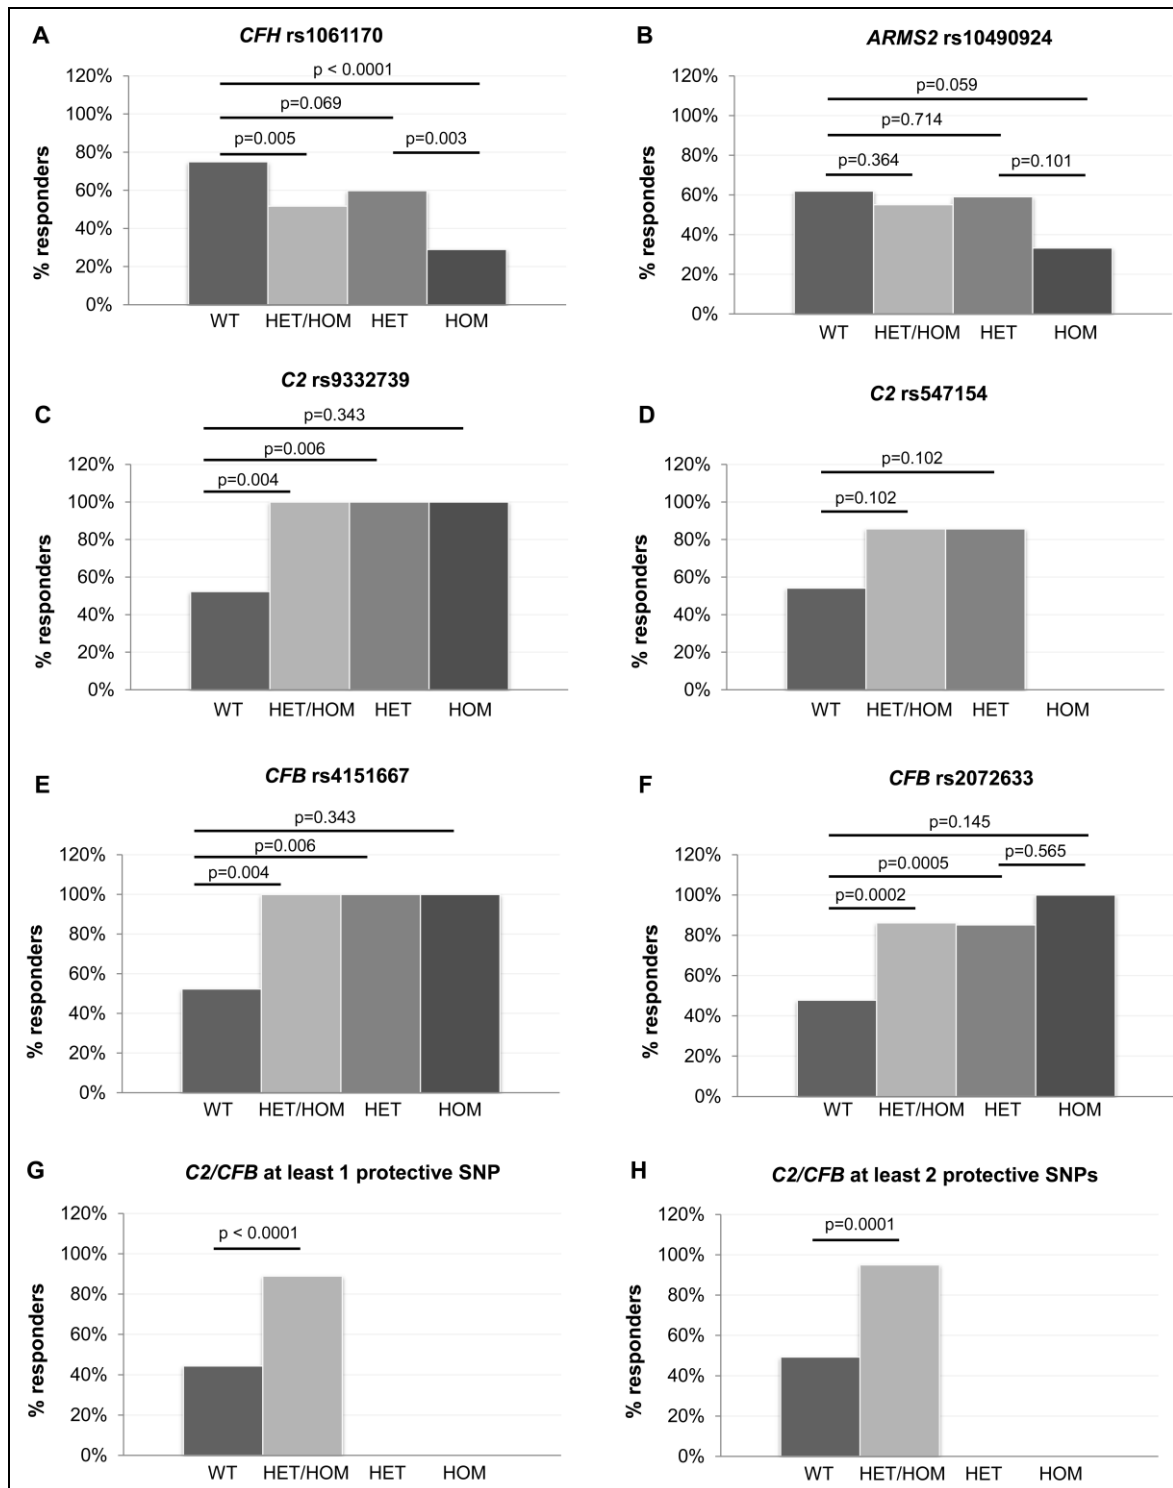 A
CFH rs1061170
p < 0.0001
p=0.069
p=0.005
p=0.003
% responders
120%
100%
80%
60%
40%
20%
0%
WT HET/HOM HET HOM
B
ARMS2 rs10490924
p=0.059
p=0.714
p=0.364
p=0.101
% responders
120%
100%
80%
60%
40%
20%
0%
WT HET/HOM HET HOM
C
C2 rs9332739
p=0.343
p=0.006
p=0.004
% responders
120%
100%
80%
60%
40%
20%
0%
WT HET/HOM HET HOM
D
C2 rs547154
p=0.102
p=0.102
% responders
120%
100%
80%
60%
40%
20%
0%
WT HET/HOM HET HOM
E
CFB rs4151667
p=0.343
p=0.006
p=0.004
% responders
120%
100%
80%
60%
40%
20%
0%
WT HET/HOM HET HOM
F
CFB rs2072633
p=0.145
p=0.0005
p=0.565
p=0.0002
% responders
120%
100%
80%
60%
40%
20%
0%
WT HET/HOM HET HOM
G
C2/CFB at least 1 protective SNP
p < 0.0001
% responders
120%
100%
80%
60%
40%
20%
0%
WT HET/HOM HET HOM
H
C2/CFB at least 2 protective SNPs
p=0.0001
% responders
120%
100%
80%
60%
40%
20%
0%
WT HET/HOM HET HOM